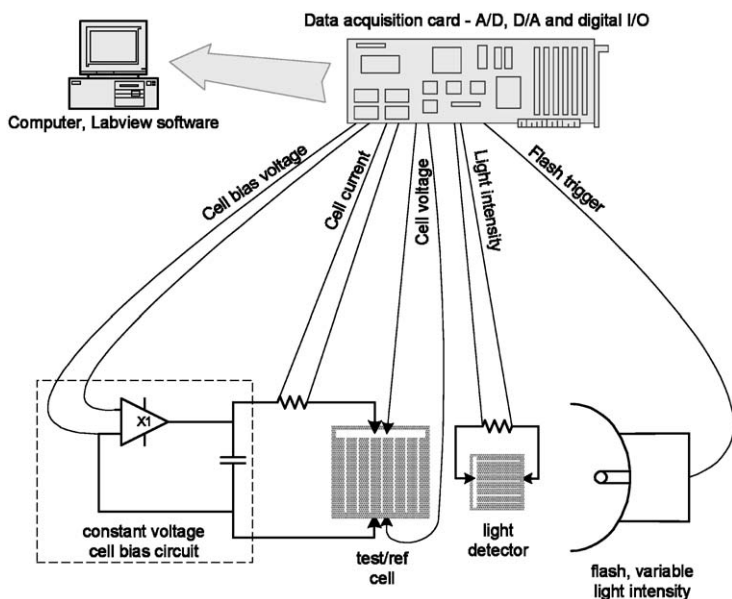 Data acquisition card - A/D, D/A and digital I/O
Computer, Labview software
Cell bias voltage
Cell current
Cell voltage
Light intensity
Flash trigger
X1
constant voltage
cell bias circuit
test/ref
cell
light
detector
flash, variable
light intensity